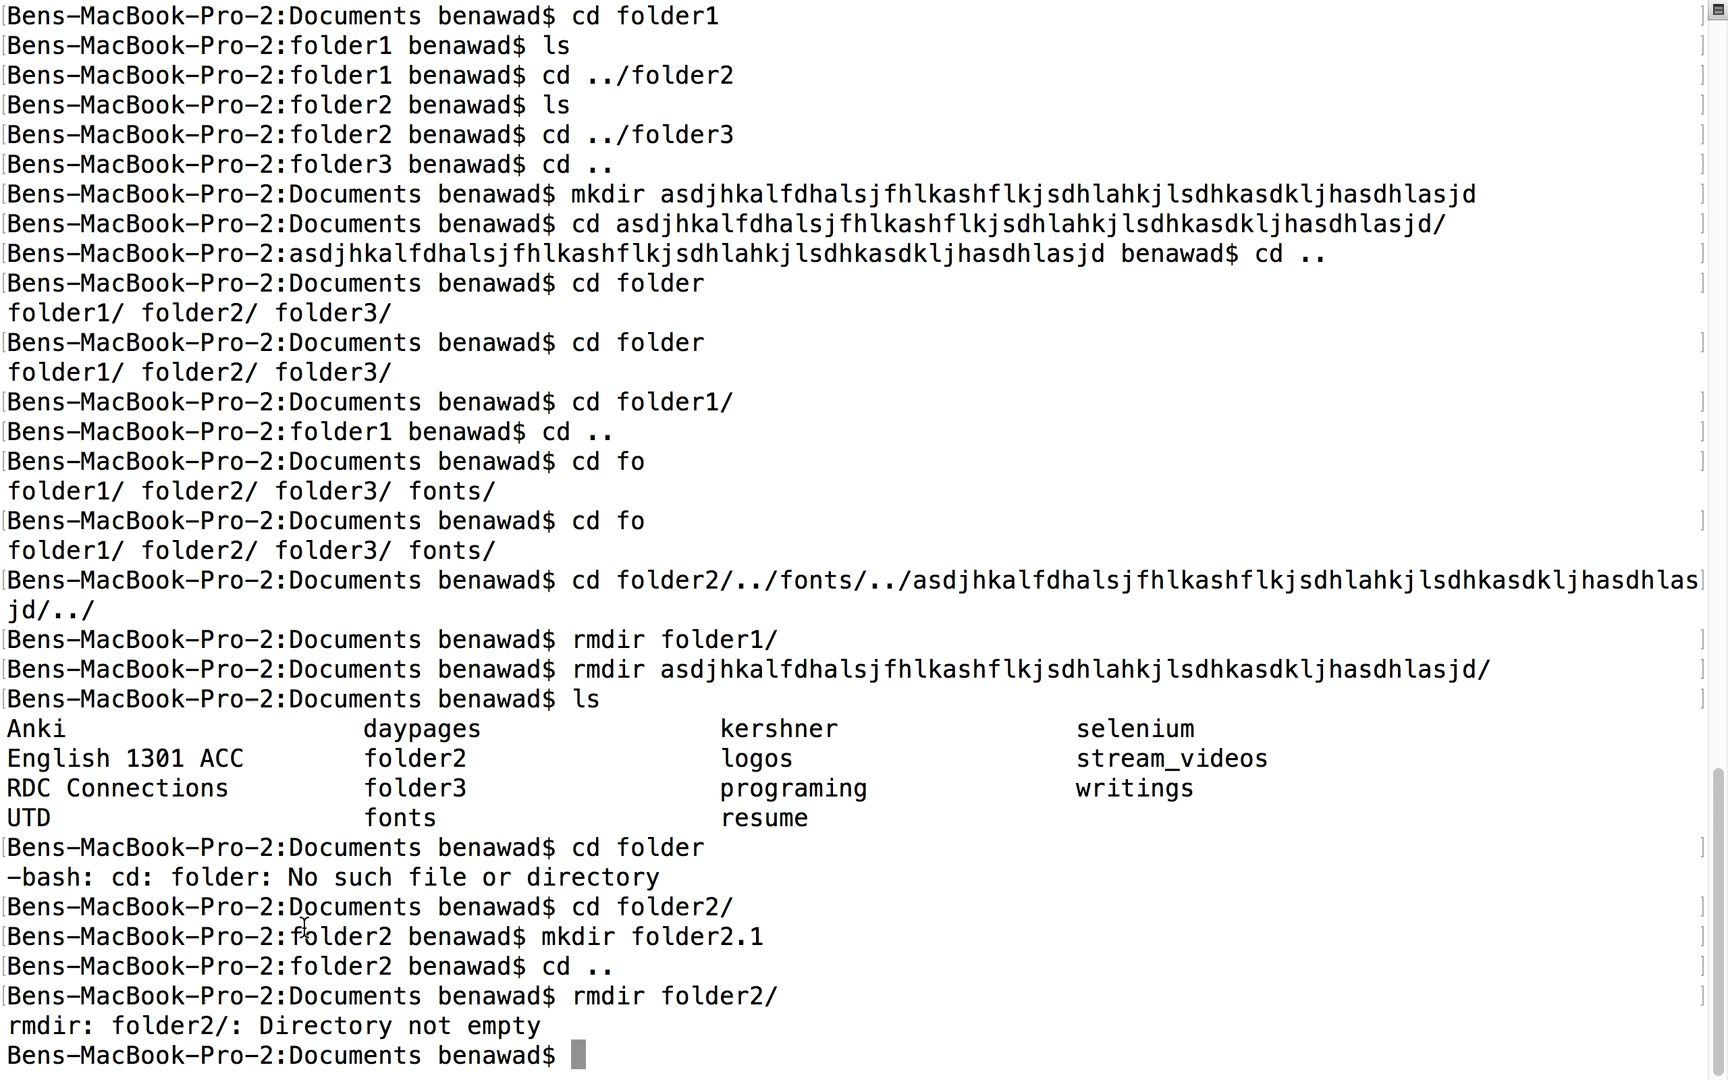 Bens-MacBook-Pro-2:Documents benawad$ cd folder1
Bens-MacBook-Pro-2:folder1 benawad$ ls
Bens-MacBook-Pro-2:folder1 benawad$ cd ../folder2
Bens-MacBook-Pro-2:folder2 benawad$ ls
Bens-MacBook-Pro-2:folder2 benawad$ cd ../folder3
Bens-MacBook-Pro-2:folder3 benawad$ cd ..
Bens-MacBook-Pro-2:Documents benawad$ mkdir asdjhkalfdhalsjfhlkashflkjsdhlahkjlsdhkasdkljhasdhlasjd
Bens-MacBook-Pro-2:Documents benawad$ cd asdjhkalfdhalsjfhlkashflkjsdhlahkjlsdhkasdkljhasdhlasjd/
Bens-MacBook-Pro-2:asdjhkalfdhalsjfhlkashflkjsdhlahkjlsdhkasdkljhasdhlasjd benawad$ cd ..
Bens-MacBook-Pro-2:Documents benawad$ cd folder
folder1/ folder2/ folder3/
Bens-MacBook-Pro-2:Documents benawad$ cd folder
folder1/ folder2/ folder3/
Bens-MacBook-Pro-2:Documents benawad$ cd folder1/
Bens-MacBook-Pro-2:folder1 benawad$ cd ..
Bens-MacBook-Pro-2:Documents benawad$ cd fo
folder1/ folder2/ folder3/ fonts/
Bens-MacBook-Pro-2:Documents benawad$ cd fo
folder1/ folder2/ folder3/ fonts/
Bens-MacBook-Pro-2:Documents benawad$ cd folder2/../fonts/../asdjhkalfdhalsjfhlkashflkjsdhlahkjlsdhkasdkljhasdhlas
jd/../
Bens-MacBook-Pro-2:Documents benawad$ rmdir folder1/
Bens-MacBook-Pro-2:Documents benawad$ rmdir asdjhkalfdhalsjfhlkashflkjsdhlahkjlsdhkasdkljhasdhlasjd/
Bens-MacBook-Pro-2:Documents benawad$ ls
Anki daypages kershner selenium
English 1301 ACC folder2 logos stream_videos
RDC Connections folder3 programing writings
UTD fonts resume
Bens-MacBook-Pro-2:Documents benawad$ cd folder
-bash: cd: folder: No such file or directory
Bens-MacBook-Pro-2:Documents benawad$ cd folder2/
Bens-MacBook-Pro-2:folder2 benawad$ mkdir folder2.1
Bens-MacBook-Pro-2:folder2 benawad$ cd ..
Bens-MacBook-Pro-2:Documents benawad$ rmdir folder2/
rmdir: folder2/: Directory not empty
Bens-MacBook-Pro-2:Documents benawad$